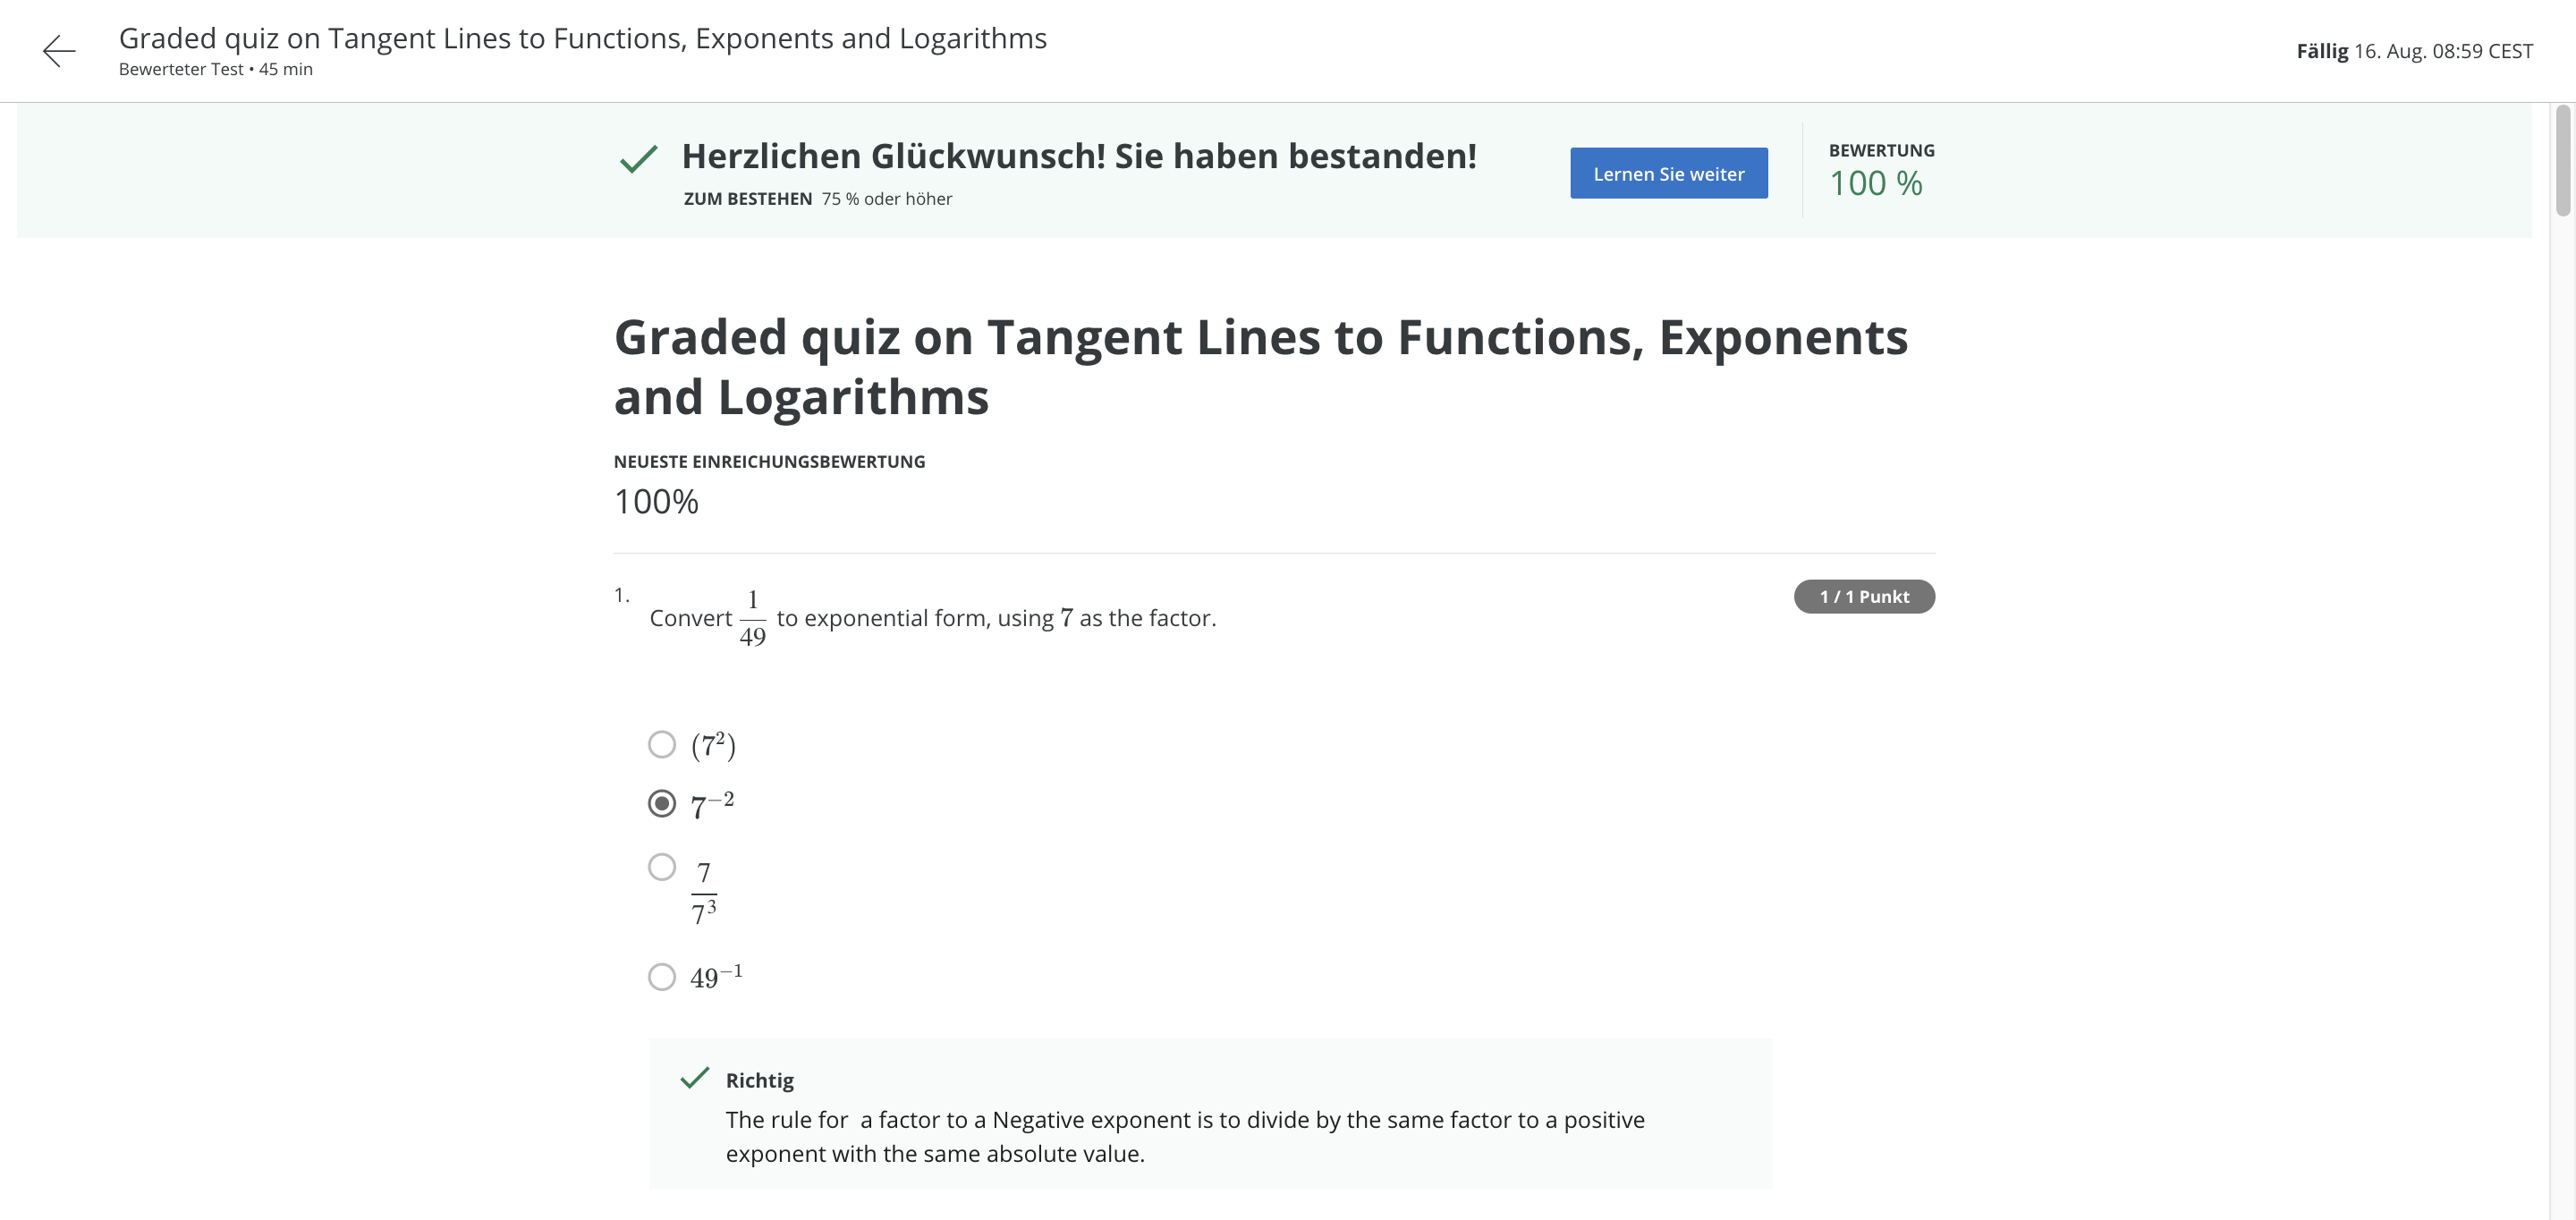 Graded quiz on Tangent Lines to Functions, Exponents and Logarithms
Bewerteter Test • 45 min
Fällig 16. Aug. 08:59 CEST
Herzlichen Glückwunsch! Sie haben bestanden!
ZUM BESTEHEN 75 % oder höher
Lernen Sie weiter
BEWERTUNG
100 %
Graded quiz on Tangent Lines to Functions, Exponents
and Logarithms
NEUESTE EINREICHUNGSBEWERTUNG
100%
1. Convert \frac{1}{49} to exponential form, using 7 as the factor.
1 / 1 Punkt
(7^2)
7^{-2}
\frac{7}{7^3}
49^{-1}
Richtig
The rule for  a factor to a Negative exponent is to divide by the same factor to a positive
exponent with the same absolute value.